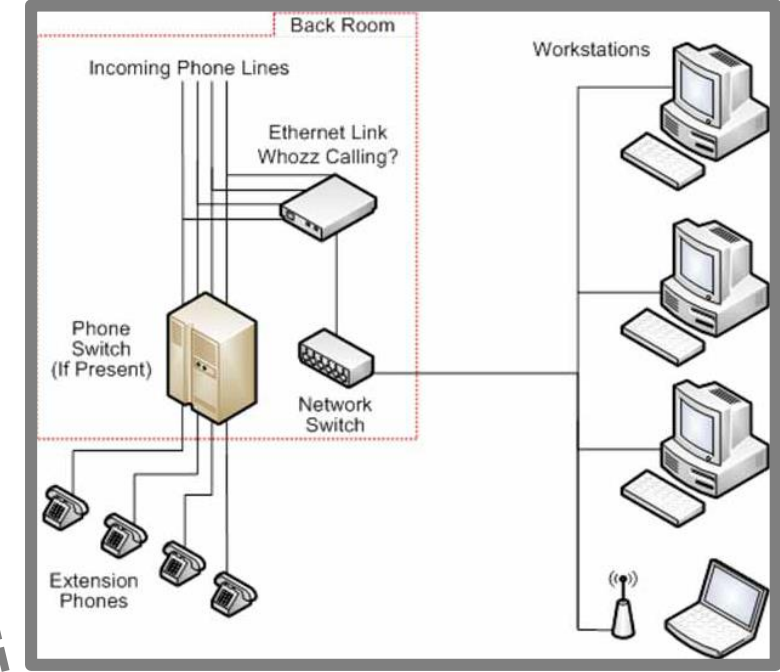 Back Room
Incoming Phone Lines
Workstations
Ethernet Link
Whozz Calling?
Phone
Switch
(If Present)
Network
Switch
Extension
Phones